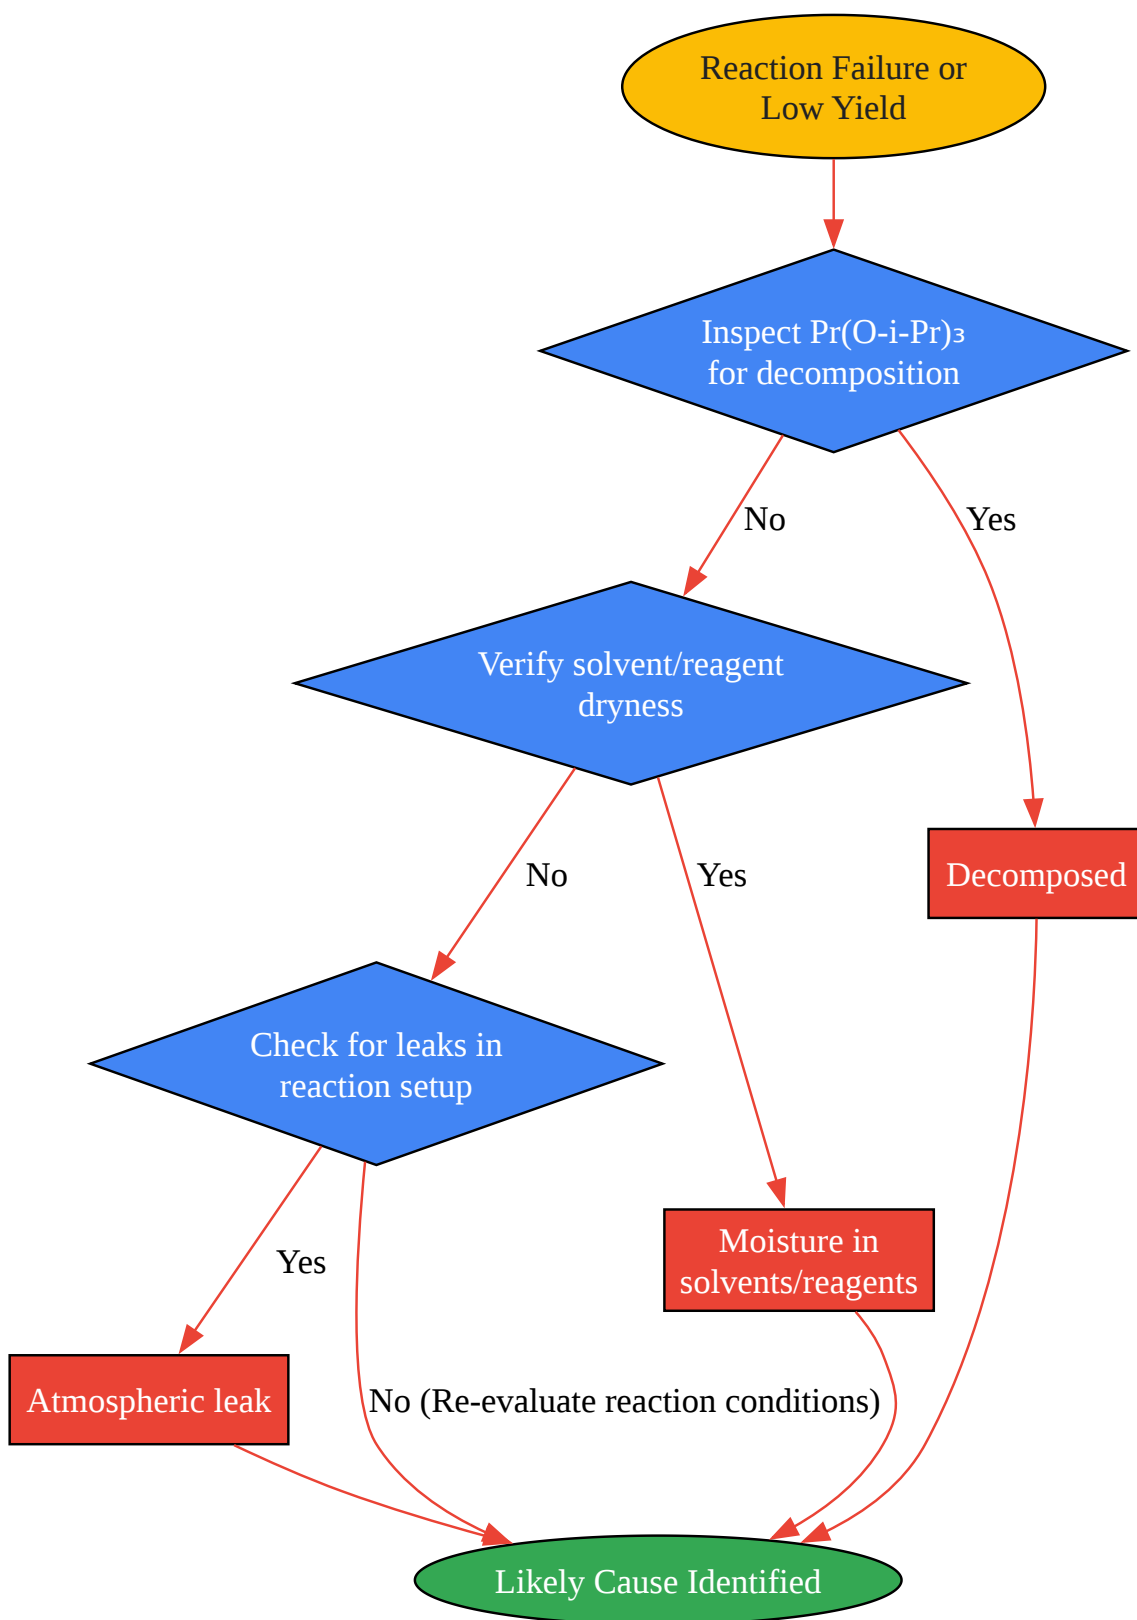 Reaction Failure or
Low Yield
Inspect Pr(O-i-Pr)₃
for decomposition
No
Yes
Verify solvent/reagent
dryness
No
Yes
Decomposed
Check for leaks in
reaction setup
Yes
Moisture in
solvents/reagents
Atmospheric leak
No (Re-evaluate reaction conditions)
Likely Cause Identified